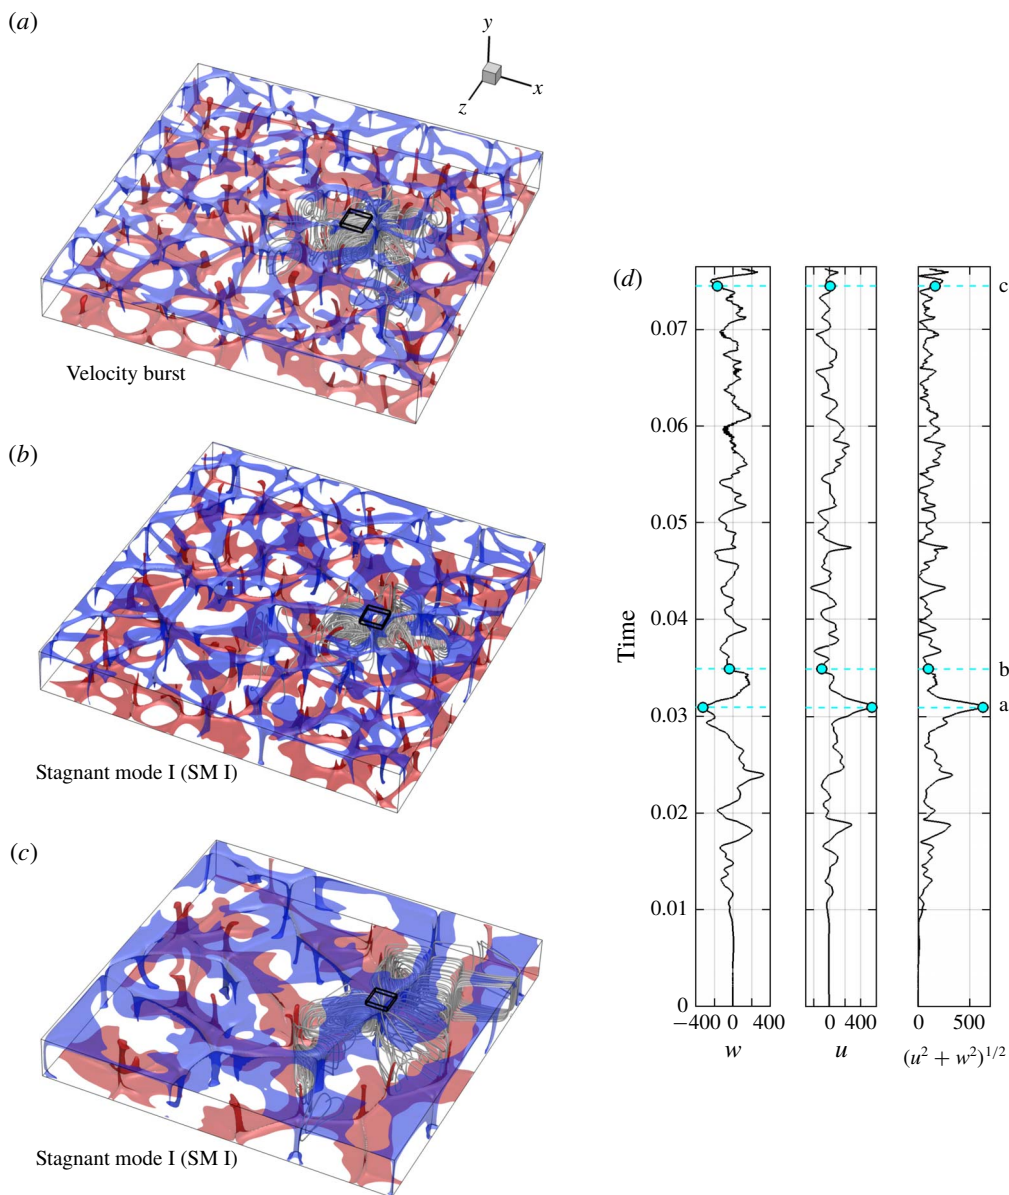 (a)
y
x
z
Velocity burst
(b)
Stagnant mode I (SM I)
(c)
Stagnant mode I (SM I)
(d)
c
0.07
0.06
0.05
Time
0.04
b
a
0.03
0.02
0.01
0
−400 0 400 0 400 0 500
w u (u² + w²)^1/2